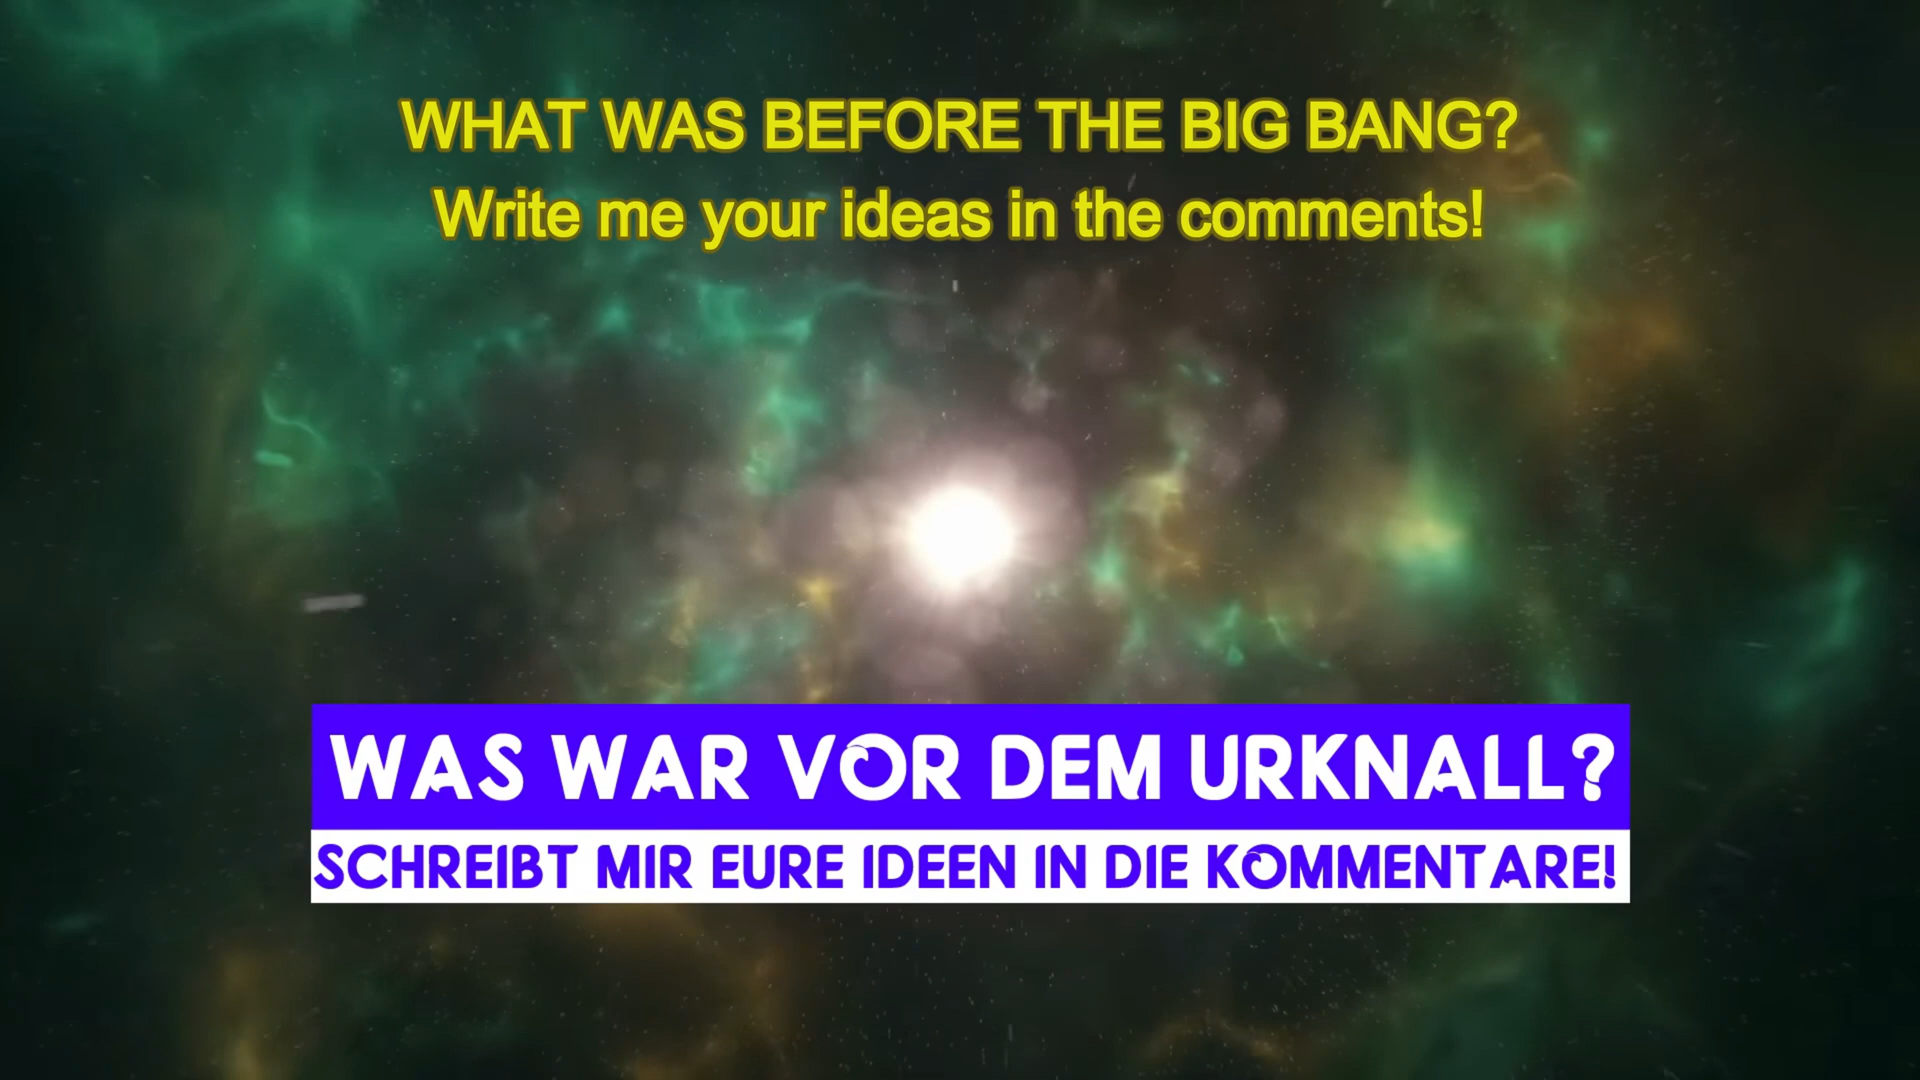 WHAT WAS BEFORE THE BIG BANG?
Write me your ideas in the comments!
WAS WAR VOR DEM URKNALL?
SCHREIBT MIR EURE IDEEN IN DIE KOMMENTARE!